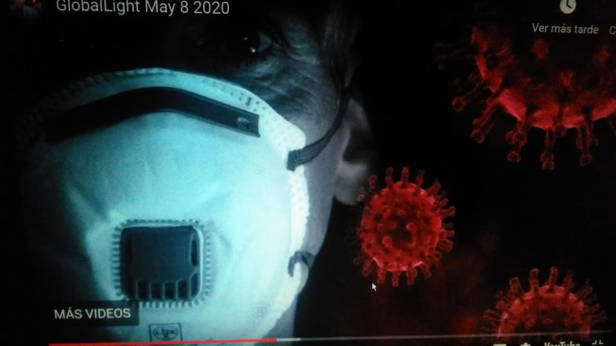 GlobalLight May 8 2020
Ver más tarde
MÁS VIDEOS
YouTube